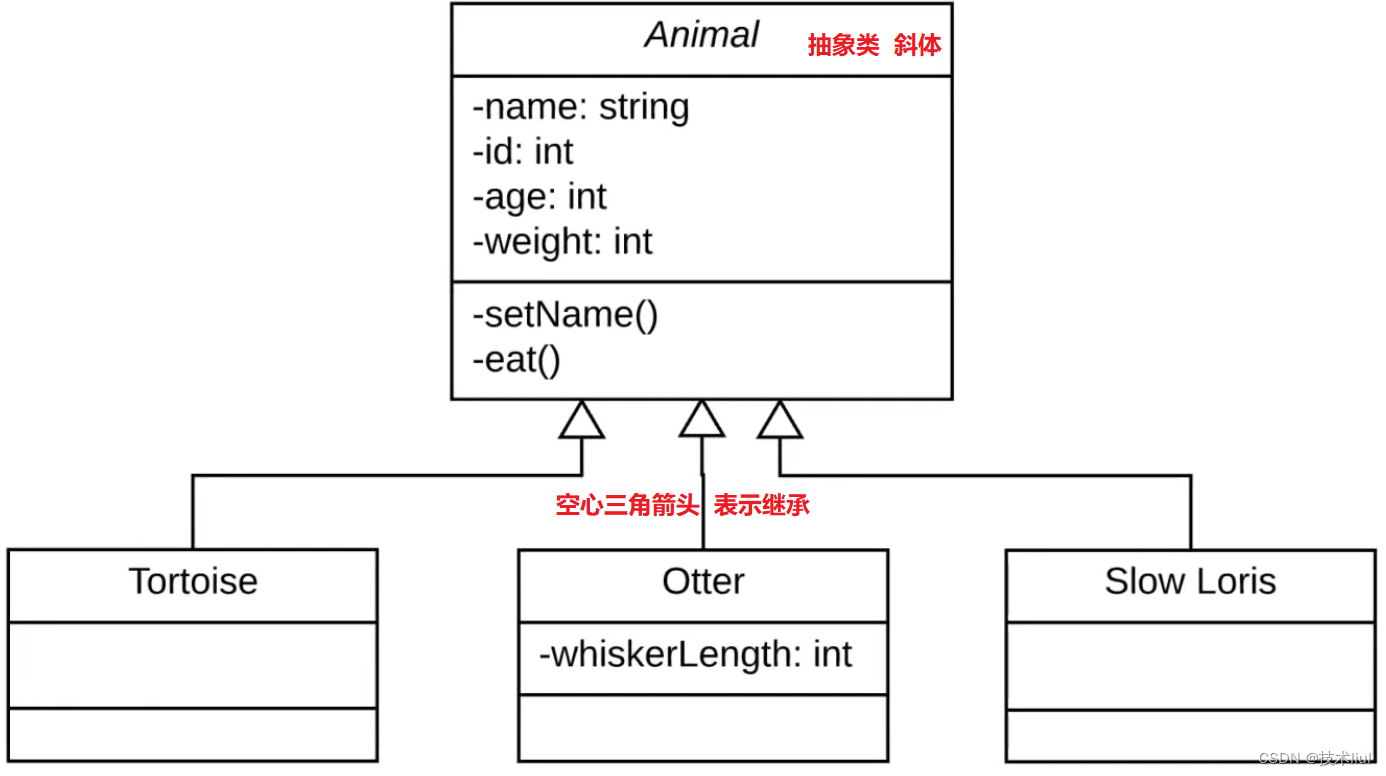 Animal
抽象类 斜体
-name: string
-id: int
-age: int
-weight: int
-setName()
-eat()
空心三角箭头 表示继承
Tortoise
Otter
Slow Loris
-whiskerLength: int
CSDN @技术liul